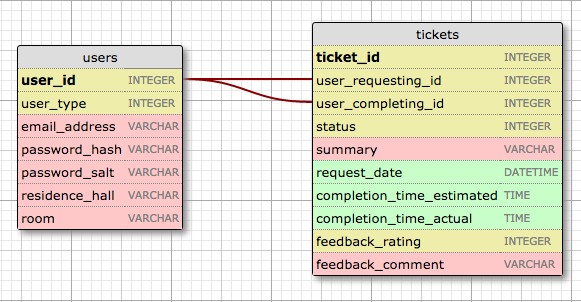 users
user_id INTEGER
user_type INTEGER
email_address VARCHAR
password_hash VARCHAR
password_salt VARCHAR
residence_hall VARCHAR
room VARCHAR
tickets
ticket_id INTEGER
user_requesting_id INTEGER
user_completing_id INTEGER
status INTEGER
summary VARCHAR
request_date DATETIME
completion_time_estimated TIME
completion_time_actual TIME
feedback_rating INTEGER
feedback_comment VARCHAR